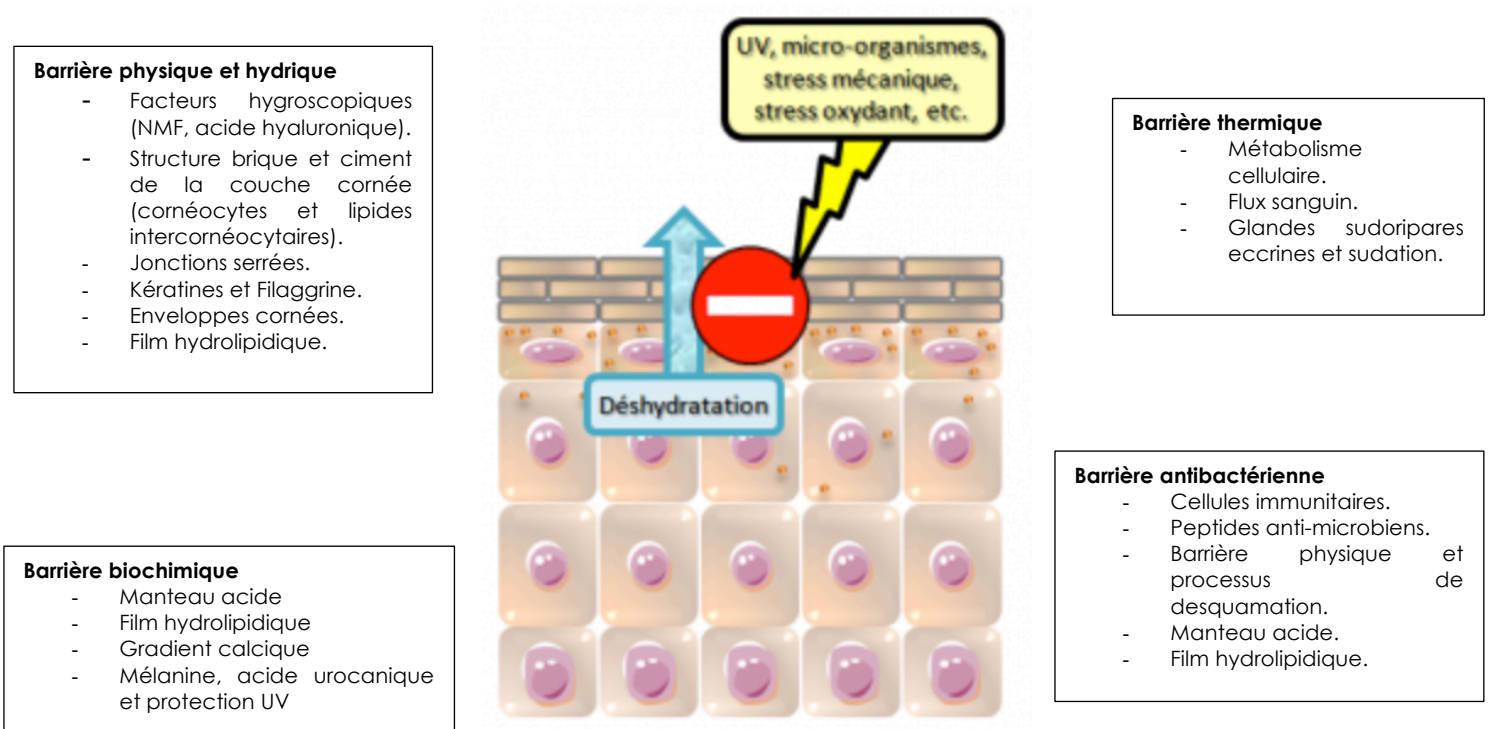 Barrière physique et hydrique
- Facteurs hygroscopiques
(NMF, acide hyaluronique).
- Structure brique et ciment
de la couche cornée
(cornéocytes et lipides
intercornéocytaires).
- Jonctions serrées.
- Kératines et Filaggrine.
- Enveloppes cornées.
- Film hydrolipidique.
UV, micro-organismes,
stress mécanique,
stress oxydant, etc.
Déshydratation
Barrière thermique
- Métabolisme
cellulaire.
- Flux sanguin.
- Glandes sudoripares
eccrines et sudation.
Barrière biochimique
- Manteau acide
- Film hydrolipidique
- Gradient calcique
- Mélanine, acide urocanique
et protection UV
Barrière antibactérienne
- Cellules immunitaires.
- Peptides anti-microbiens.
- Barrière physique et
processus de
desquamation.
- Manteau acide.
- Film hydrolipidique.